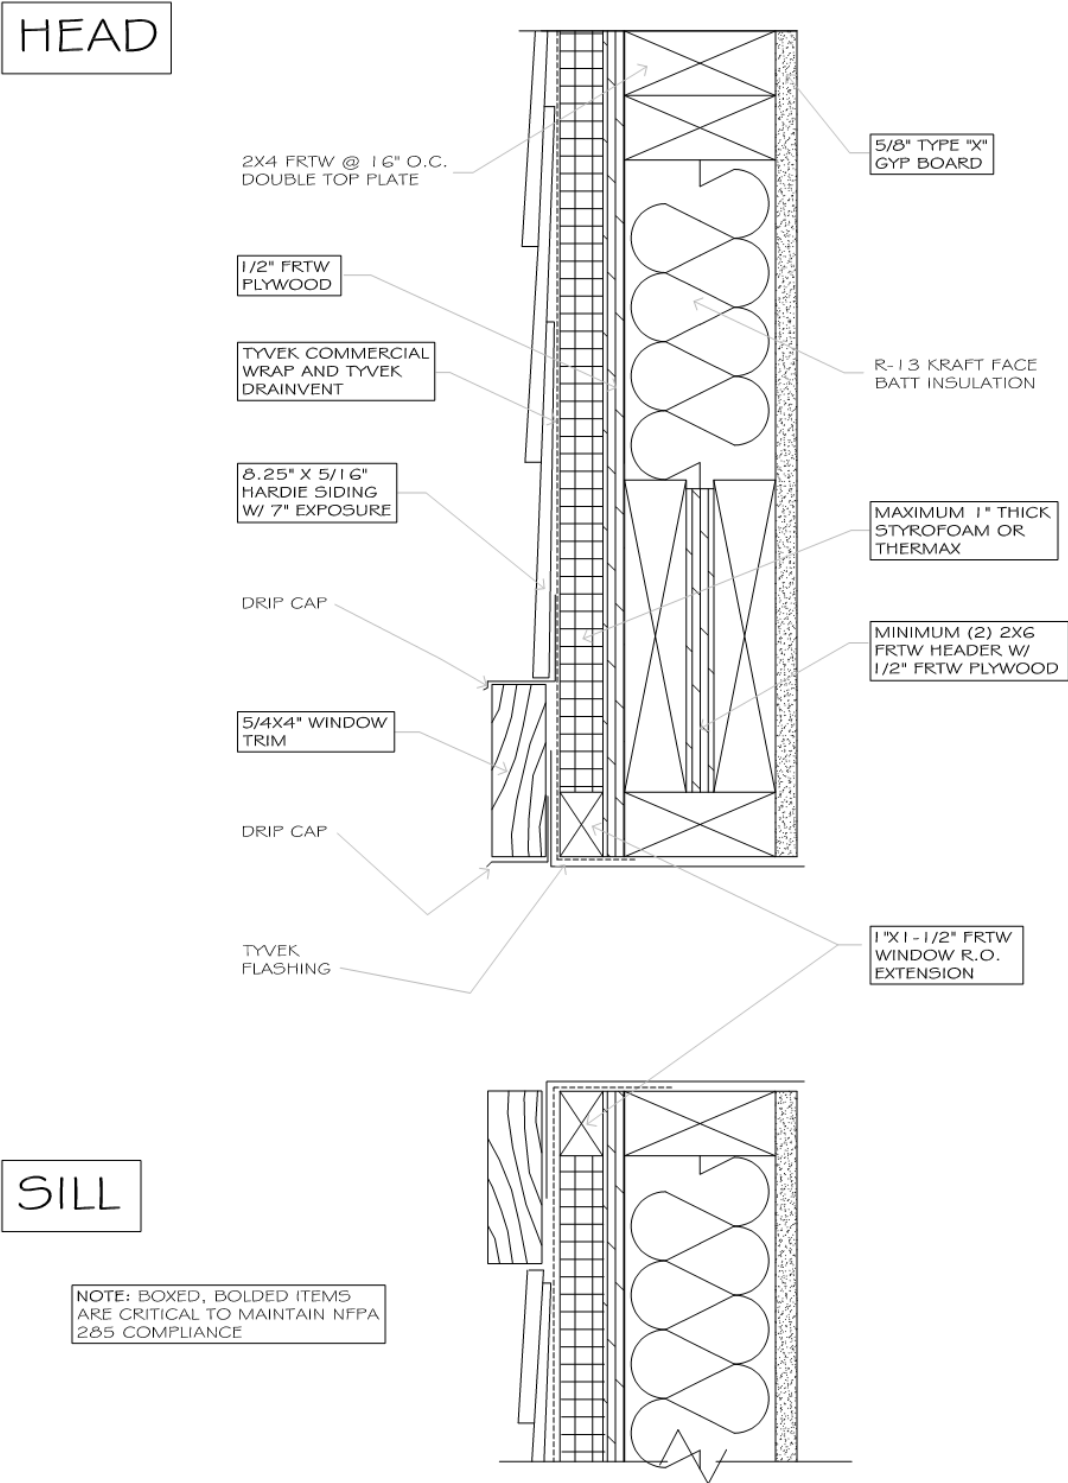 HEAD
2X4 FRTW @ 16" O.C.
DOUBLE TOP PLATE
5/8" TYPE "X"
GYP BOARD
1/2" FRTW
PLYWOOD
TYVEK COMMERCIAL
WRAP AND TYVEK
DRAINVENT
R-13 KRAFT FACE
BATT INSULATION
8.25" X 5/16"
HARDIE SIDING
W/ 7" EXPOSURE
MAXIMUM 1" THICK
STYROFOAM OR
THERMAX
DRIP CAP
MINIMUM (2) 2X6
FRTW HEADER W/
1/2" FRTW PLYWOOD
5/4X4" WINDOW
TRIM
DRIP CAP
TYVEK
FLASHING
1"X1-1/2" FRTW
WINDOW R.O.
EXTENSION
SILL
NOTE: BOXED, BOLDED ITEMS
ARE CRITICAL TO MAINTAIN NFPA
285 COMPLIANCE